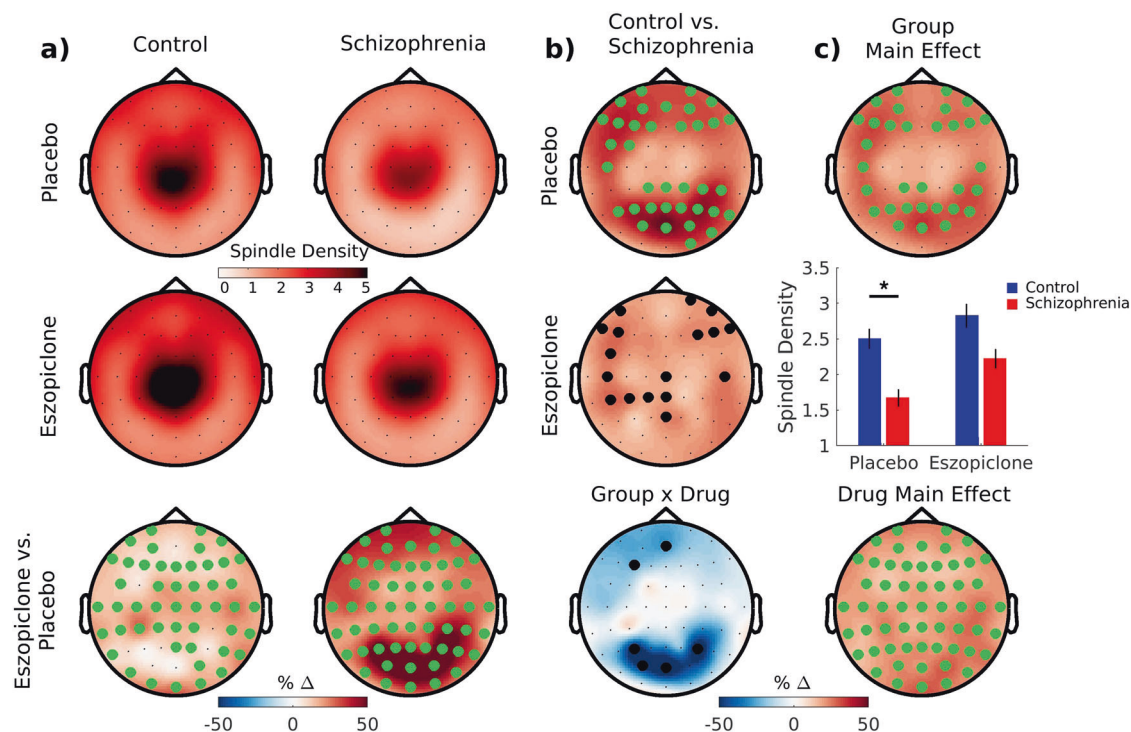 a)
Control
Schizophrenia
b)
Control vs.
Schizophrenia
c)
Group
Main Effect
Placebo
Placebo
Spindle Density
0 1 2 3 4 5
Eszopiclone
Eszopiclone
3.5
3
2.5
2
1.5
1
Spindle Density
*
Control
Schizophrenia
Placebo
Eszopiclone
Group x Drug
Drug Main Effect
Eszopiclone vs.
Placebo
% Δ
-50 0 50
% Δ
-50 0 50